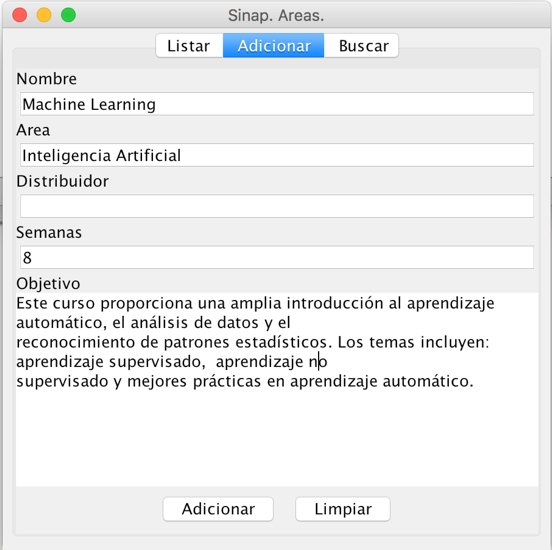 Sinap. Areas.
Listar Adicionar Buscar
Nombre
Machine Learning
Area
Inteligencia Artificial
Distribuidor
Semanas
8
Objetivo
Este curso proporciona una amplia introducción al aprendizaje
automático, el análisis de datos y el
reconocimiento de patrones estadísticos. Los temas incluyen:
aprendizaje supervisado,  aprendizaje no
supervisado y mejores prácticas en aprendizaje automático.
Adicionar Limpiar